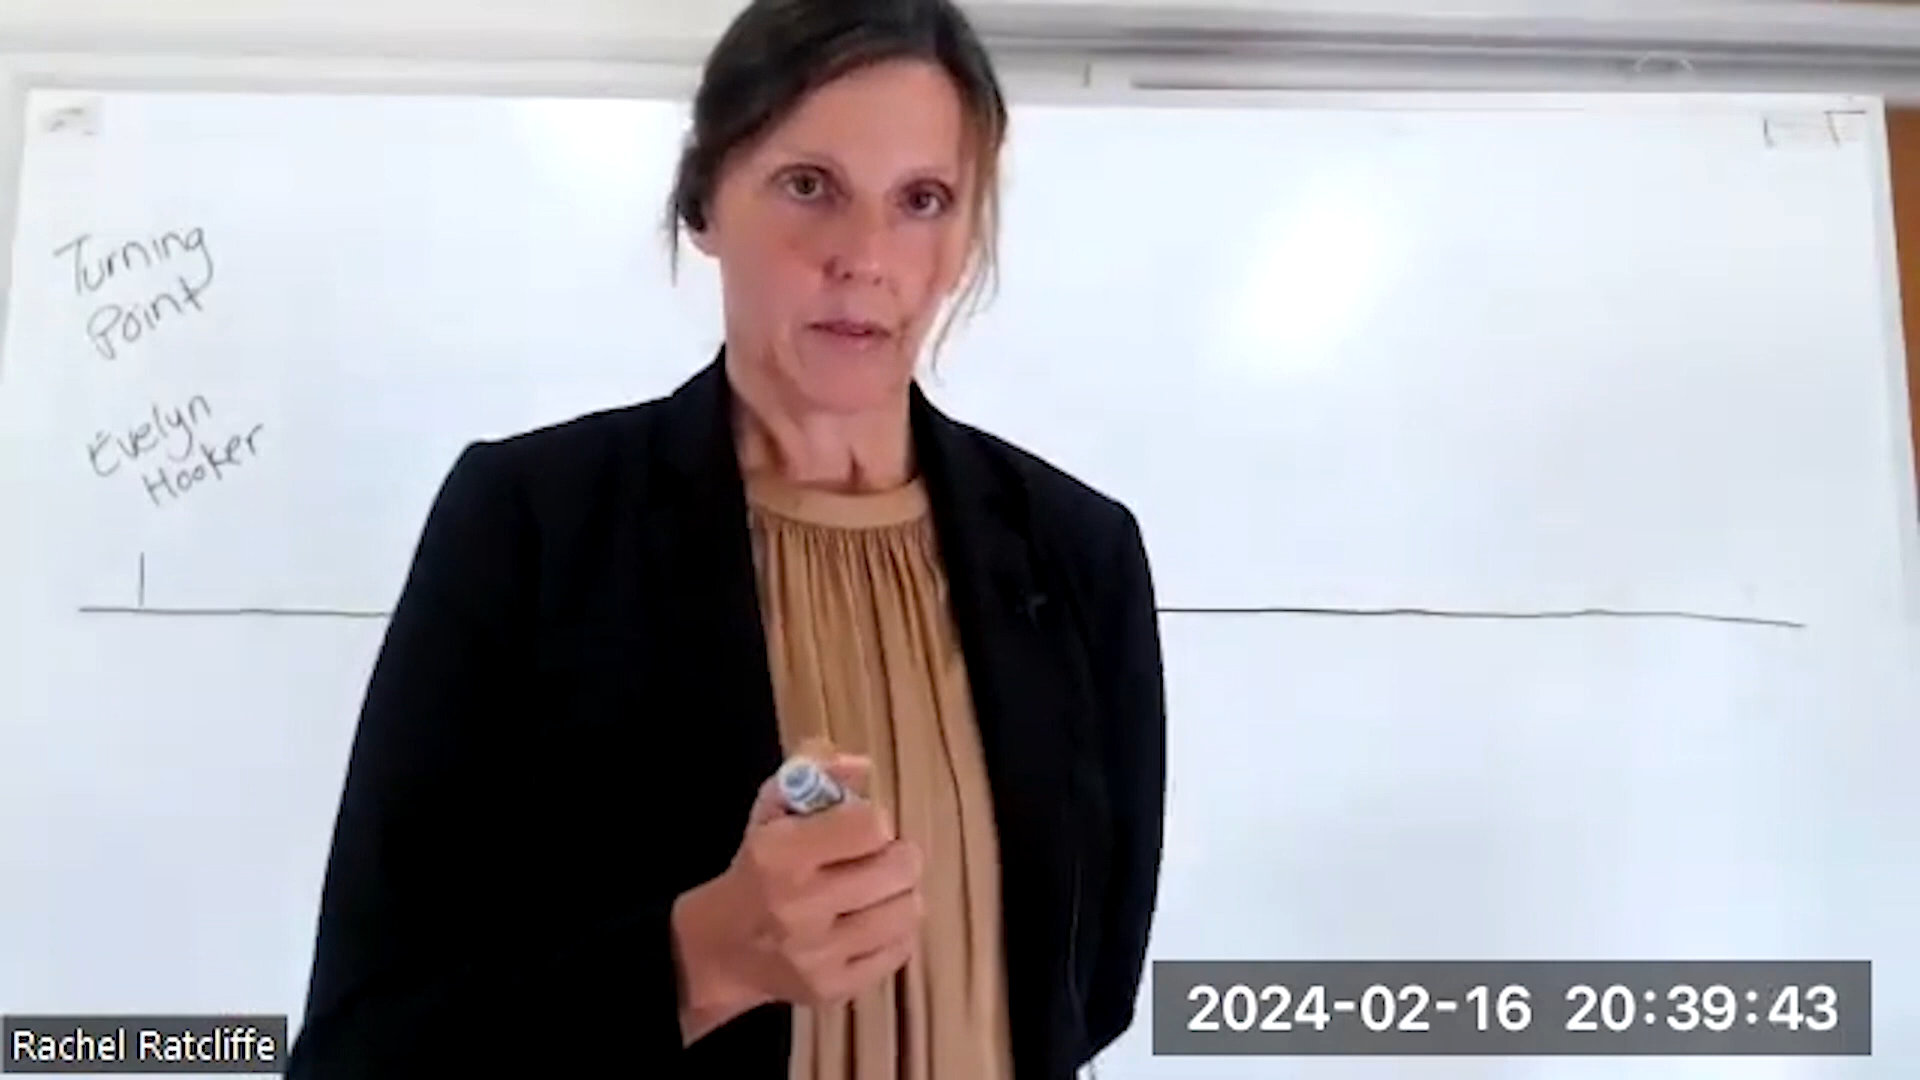 Turning
Point
Evelyn
Hooker
Rachel Ratcliffe
2024-02-16 20:39:43